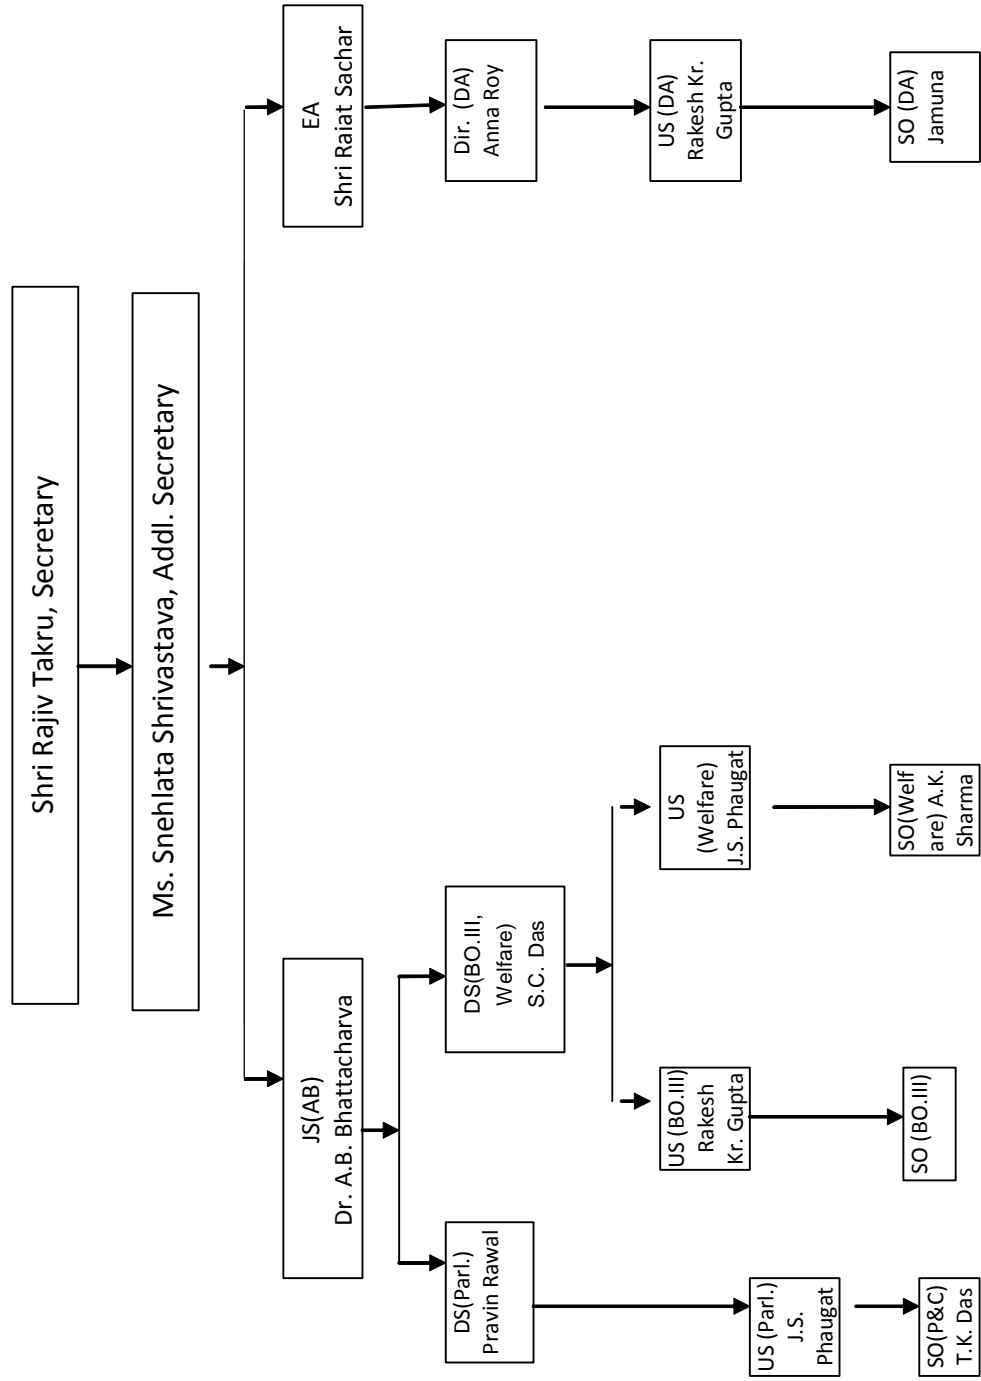 Shri Rajiv Takru, Secretary
Ms. Snehlata Shrivastava, Addl. Secretary
JS(AB)
Dr. A.B. Bhattacharva
EA
Shri Raiat Sachar
DS(Parl.)
Pravin Rawal
DS(BO.III,
Welfare)
S.C. Das
Dir. (DA)
Anna Roy
US (BO.III)
Rakesh
Kr. Gupta
US
(Welfare)
J.S. Phaugat
US (DA)
Rakesh Kr.
Gupta
US (Parl.)
J.S.
Phaugat
SO(P&C)
T.K. Das
SO (BO.III)
SO(Welf
are) A.K.
Sharma
SO (DA)
Jamuna